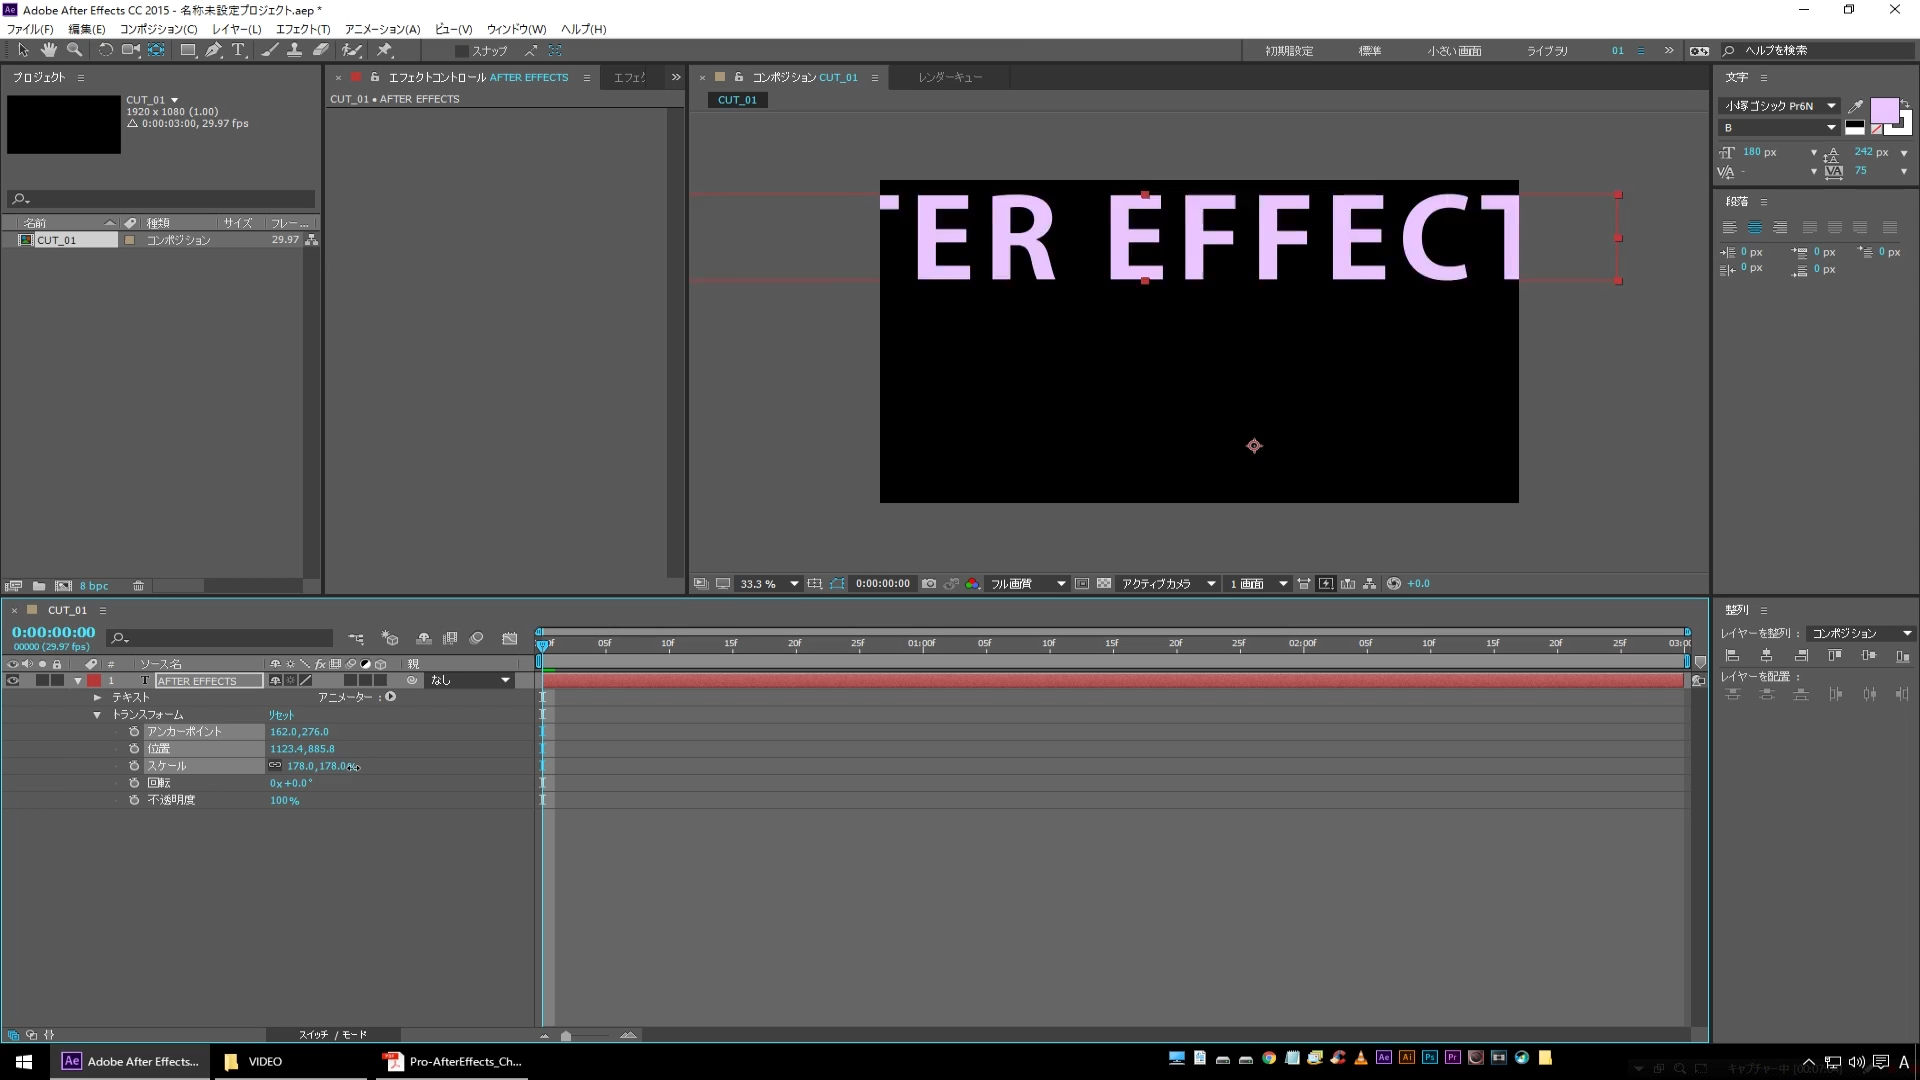 Adobe After Effects CC 2015 - 名称未設定プロジェクト.aep *
ファイル(F) 編集(E) コンポジション(C) レイヤー(L) エフェクト(T) アニメーション(A) ビュー(V) ウィンドウ(W) ヘルプ(H)
スナップ 初期設定 標準 小さい画面 ライブラリ 01 ヘルプを検索
プロジェクト
CUT_01
1920 x 1080 (1.00)
△ 0:00:03:00, 29.97 fps
名前 種類 サイズ フレー...
CUT_01 コンポジション 29.97
8 bpc
エフェクトコントロール AFTER EFFECTS
CUT_01 • AFTER EFFECTS
コンポジション CUT_01 レンダーキュー
CUT_01
TER EFFECT
33.3 % 0:00:00:00 フル画質 アクティブカメラ 1 画面 +0.0
文字
小塚ゴシック Pr6N
B
180 px 242 px
- 75
段落
0 px 0 px 0 px
0 px 0 px
CUT_01
0:00:00:00
00000 (29.97 fps)
05f 10f 15f 20f 25f 01:00f 05f 10f 15f 20f 25f 02:00f 05f 10f 15f 20f 25f 03:0
# ソース名 fx 親
1 T AFTER EFFECTS なし
テキスト アニメーター :
トランスフォーム リセット
アンカーポイント 162.0,276.0
位置 1123.4,885.8
スケール 178.0,178.0%
回転 0x+0.0°
不透明度 100%
スイッチ / モード
整列
レイヤーを整列 : コンポジション
レイヤーを配置 :
Adobe After Effects... VIDEO Pro-AfterEffects_Ch... Ae Ai Ps Pr A